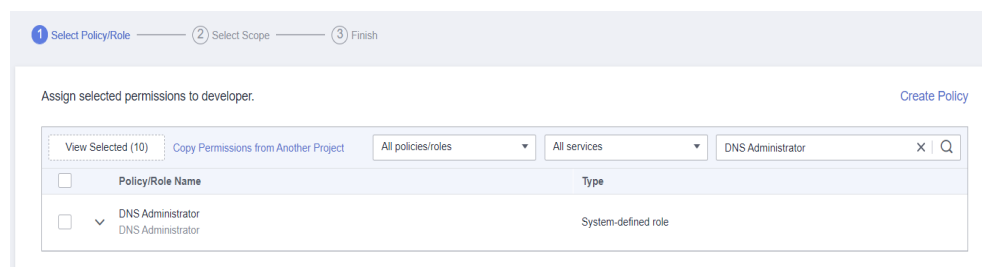 1 Select Policy/Role 2 Select Scope 3 Finish
Assign selected permissions to developer. Create Policy
View Selected (10) Copy Permissions from Another Project All policies/roles All services DNS Administrator
Policy/Role Name Type
DNS Administrator System-defined role
DNS Administrator